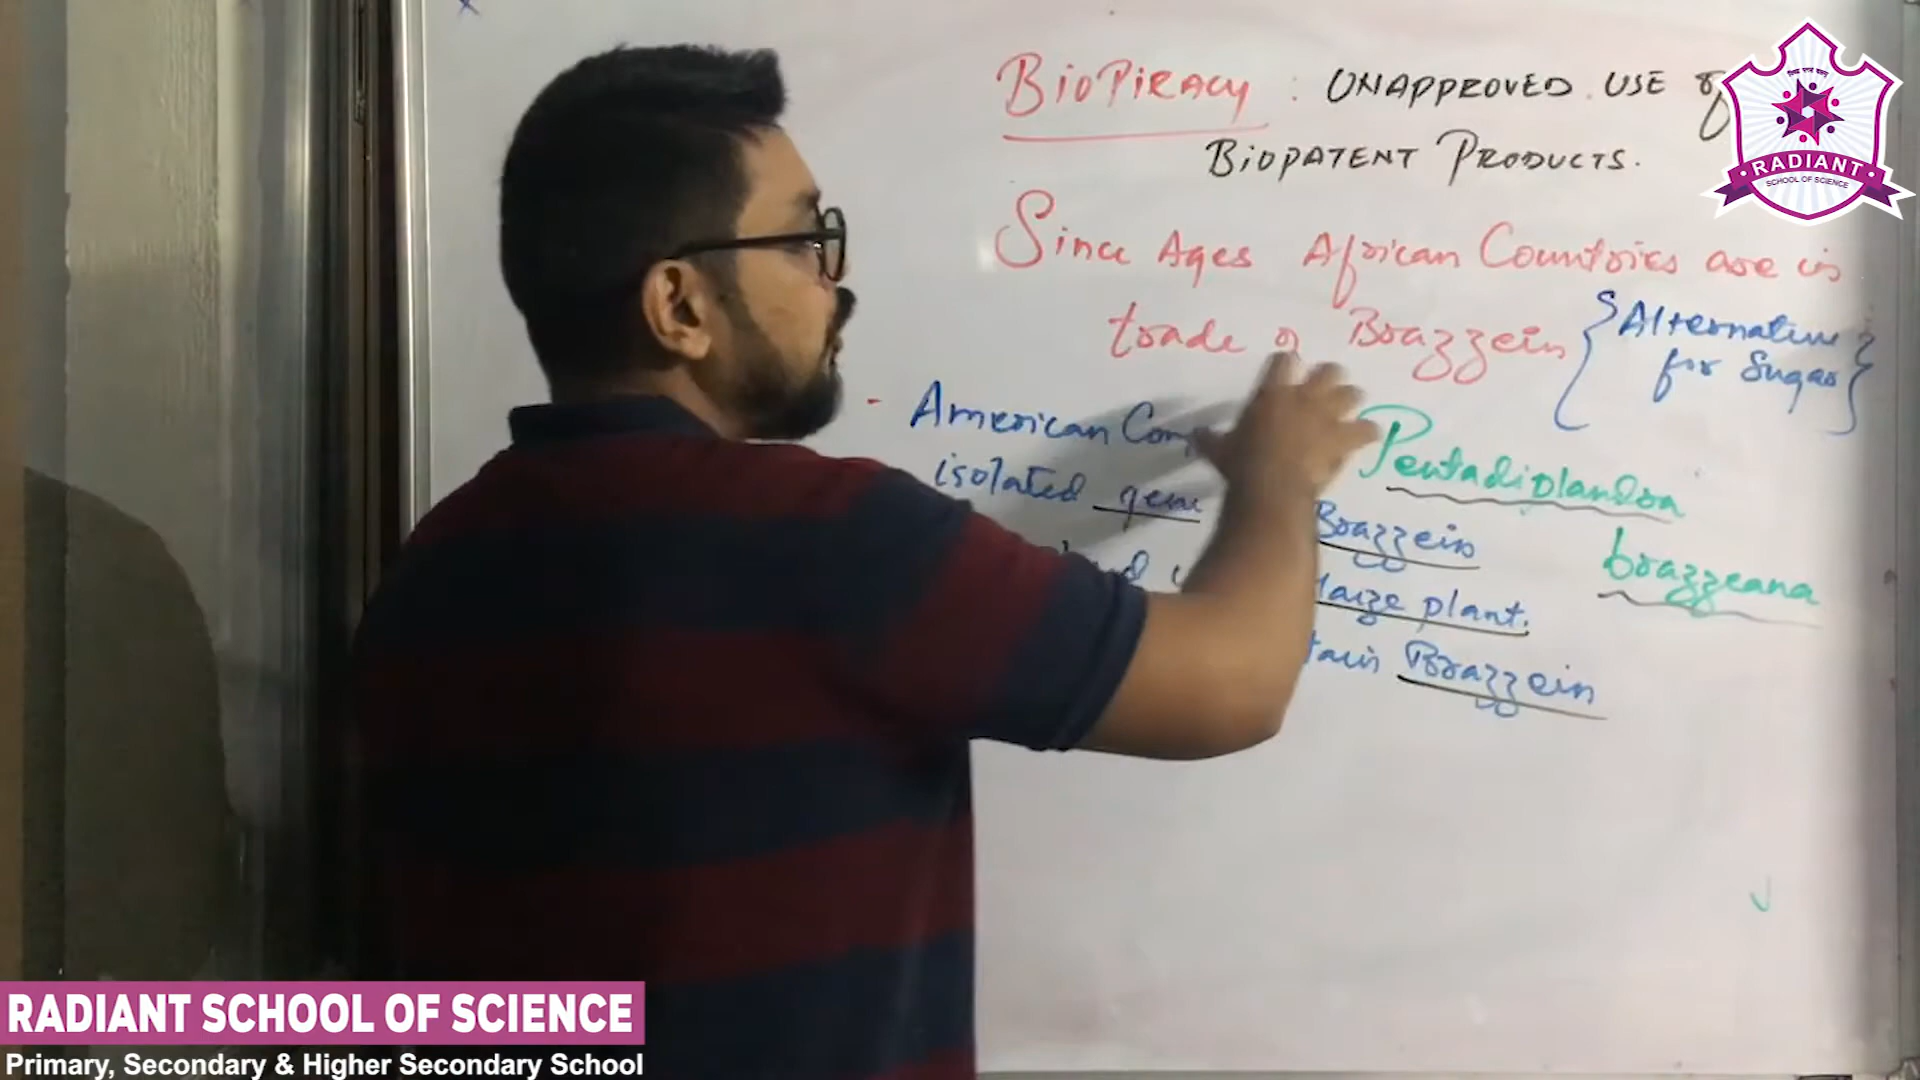 BioPiracy : UNAPPROVED USE of
BIOPATENT PRODUCTS.
Since Ages African Countries are in
trade of Brazzein { Alternative
for Sugar }
- American
isolated gene
Pentadiplandra
brazzeana
Brazzein
Maize plant.
Brazzein
RADIANT
SCHOOL OF SCIENCE
RADIANT SCHOOL OF SCIENCE
Primary, Secondary & Higher Secondary School